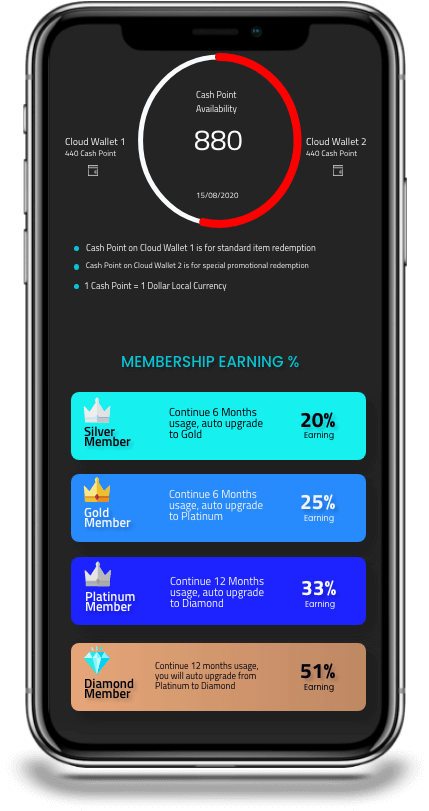 Cash Point
Availability
880
15/08/2020
Cloud Wallet 1
440 Cash Point
Cloud Wallet 2
440 Cash Point
Cash Point on Cloud Wallet 1 is for standard item redemption
Cash Point on Cloud Wallet 2 is for special promotional redemption
1 Cash Point = 1 Dollar Local Currency
MEMBERSHIP EARNING %
Silver
Member
Continue 6 Months
usage, auto upgrade
to Gold
20%
Earning
Gold
Member
Continue 6 Months
usage, auto upgrade
to Platinum
25%
Earning
Platinum
Member
Continue 12 Months
usage, auto upgrade
to Diamond
33%
Earning
Diamond
Member
Continue 12 months usage,
you will auto upgrade from
Platinum to Diamond
51%
Earning